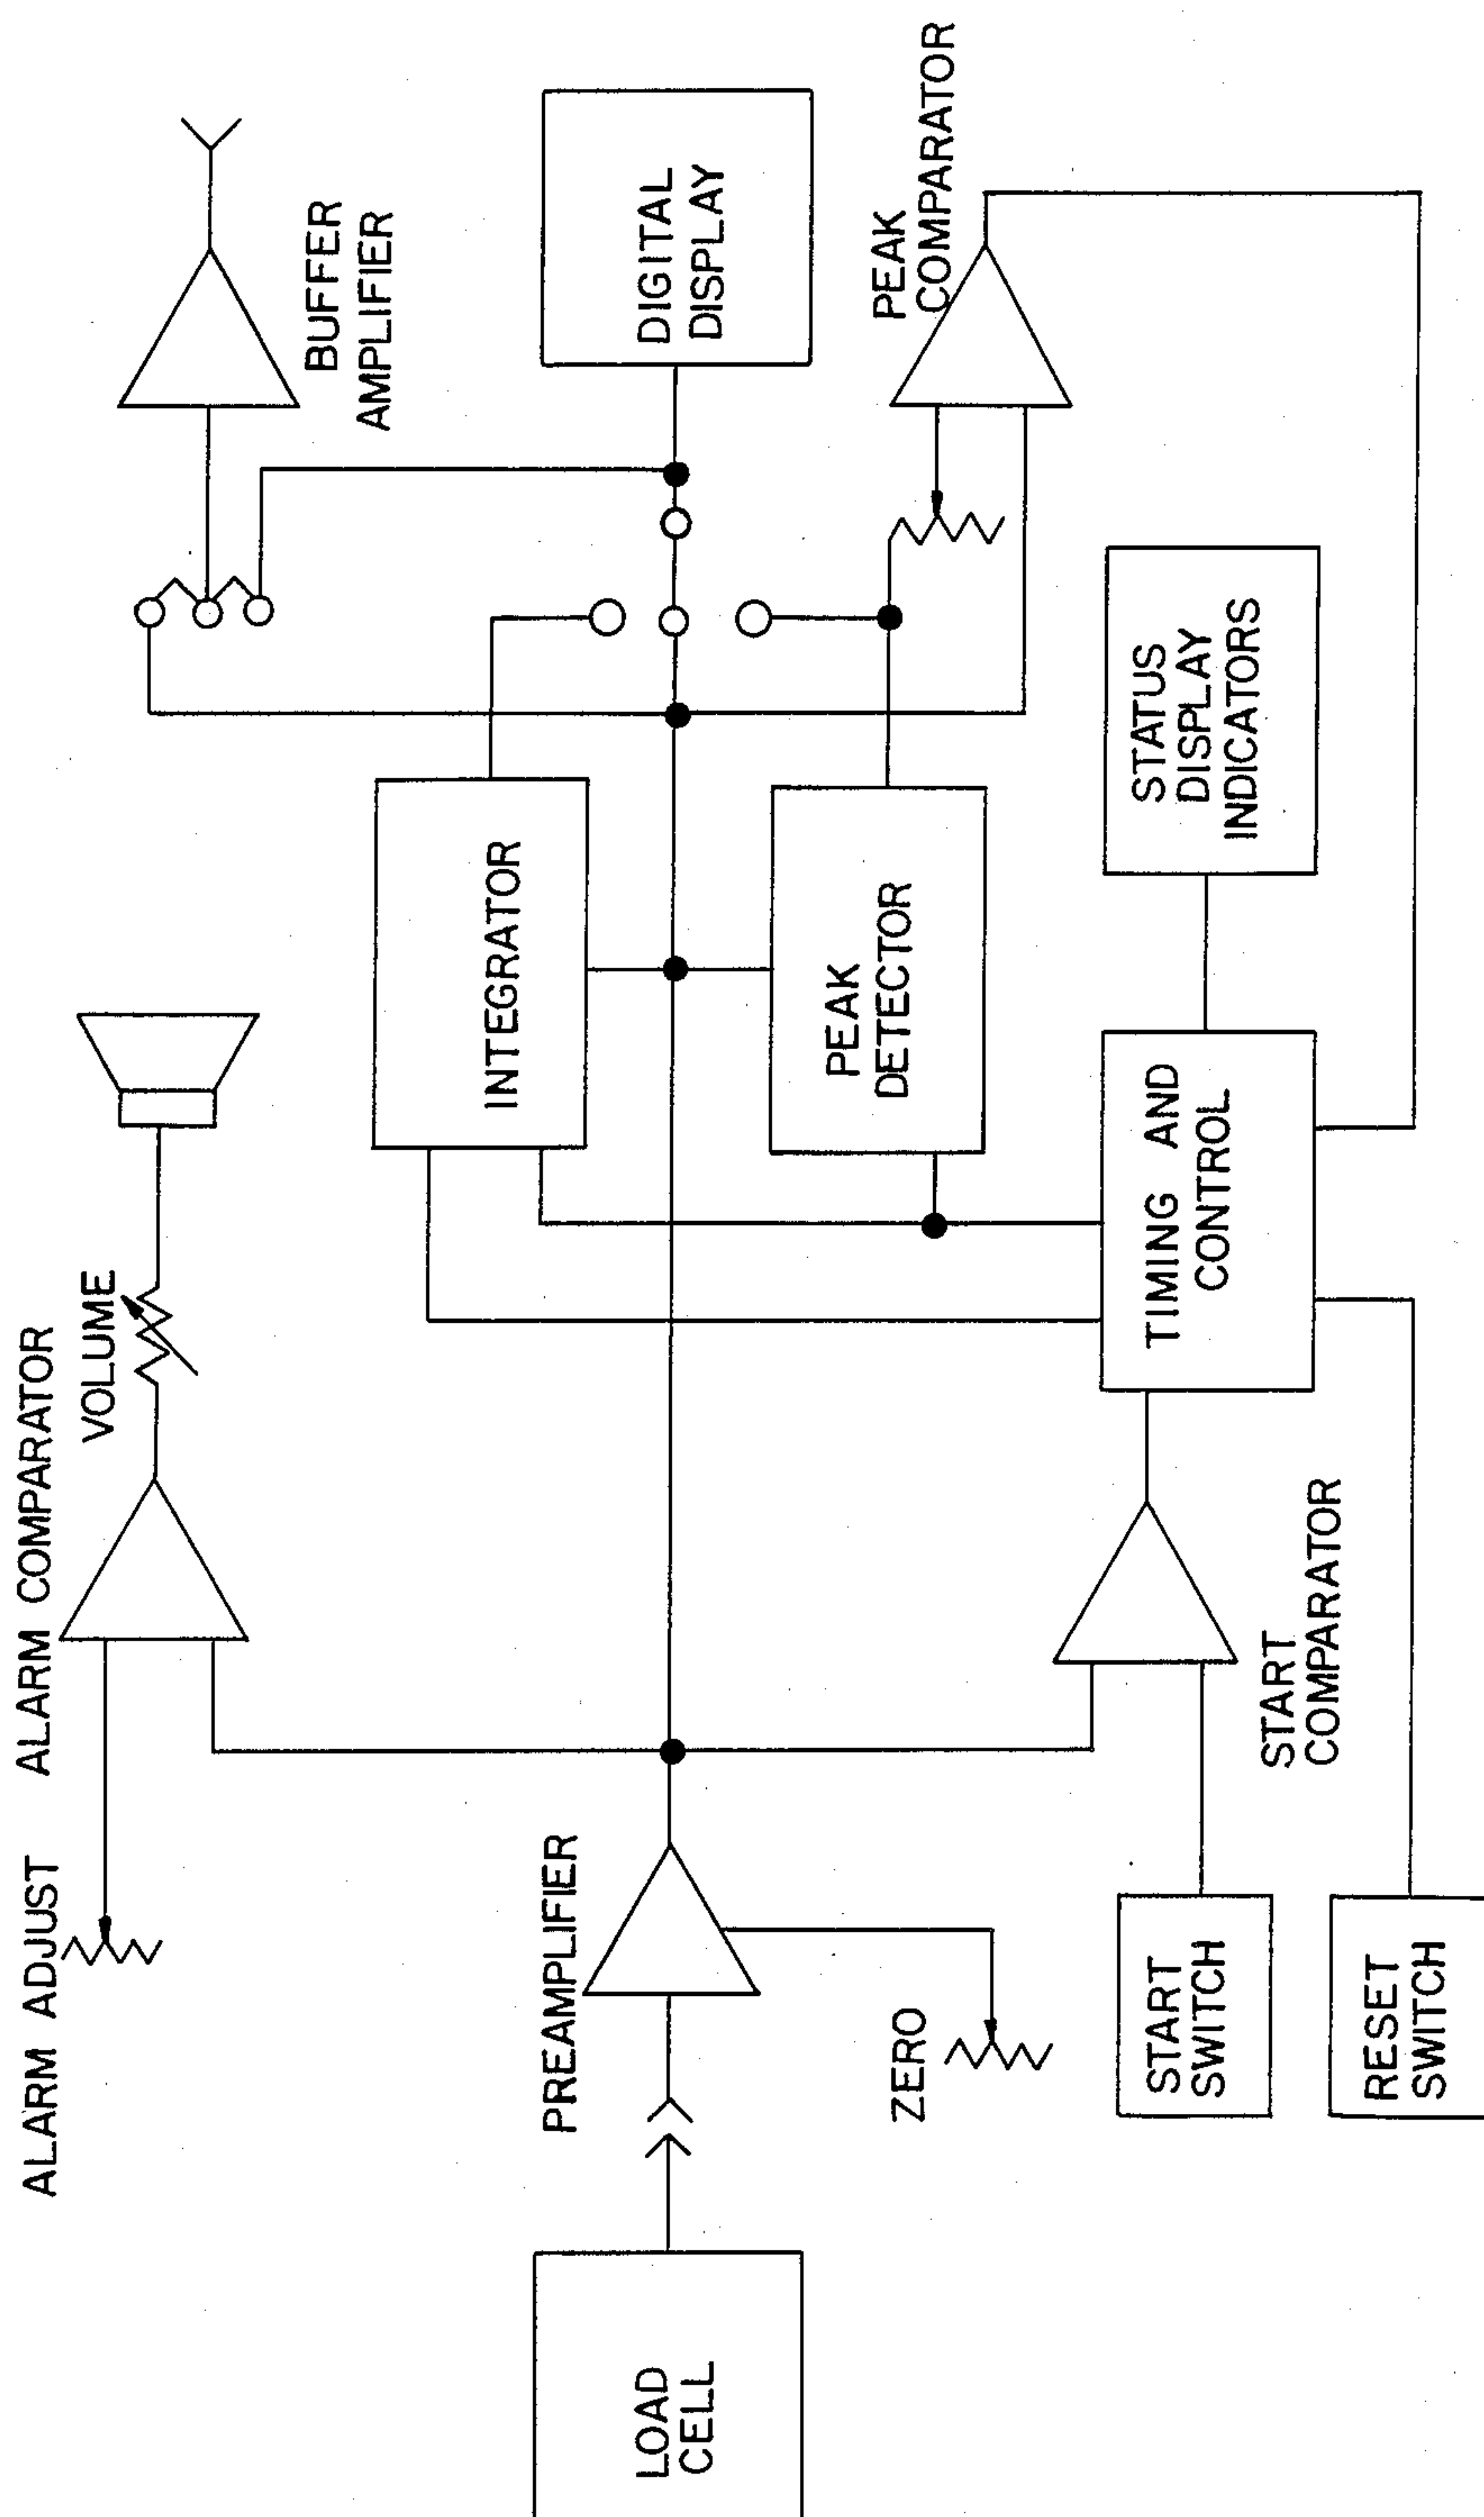 ALARM ADJUST
ALARM COMPARATOR
VOLUME
BUFFER
AMPLIFIER
LOAD
CELL
PREAMPLIFIER
ZERO
INTEGRATOR
PEAK
DETECTOR
DIGITAL
DISPLAY
PEAK
COMPARATOR
START
SWITCH
RESET
SWITCH
START
COMPARATOR
TIMING AND
CONTROL
STATUS
DISPLAY
INDICATORS